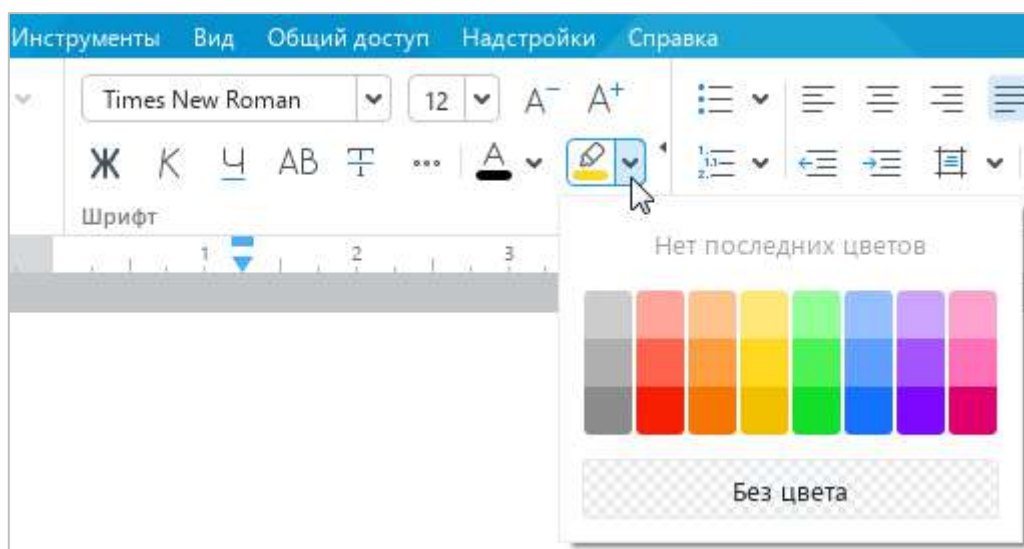 Инструменты Вид Общий доступ Надстройки Справка
Times New Roman 12 A⁻ A⁺
Ж К Ч АВ Т ••• А
Шрифт
1 2 3
Нет последних цветов
Без цвета